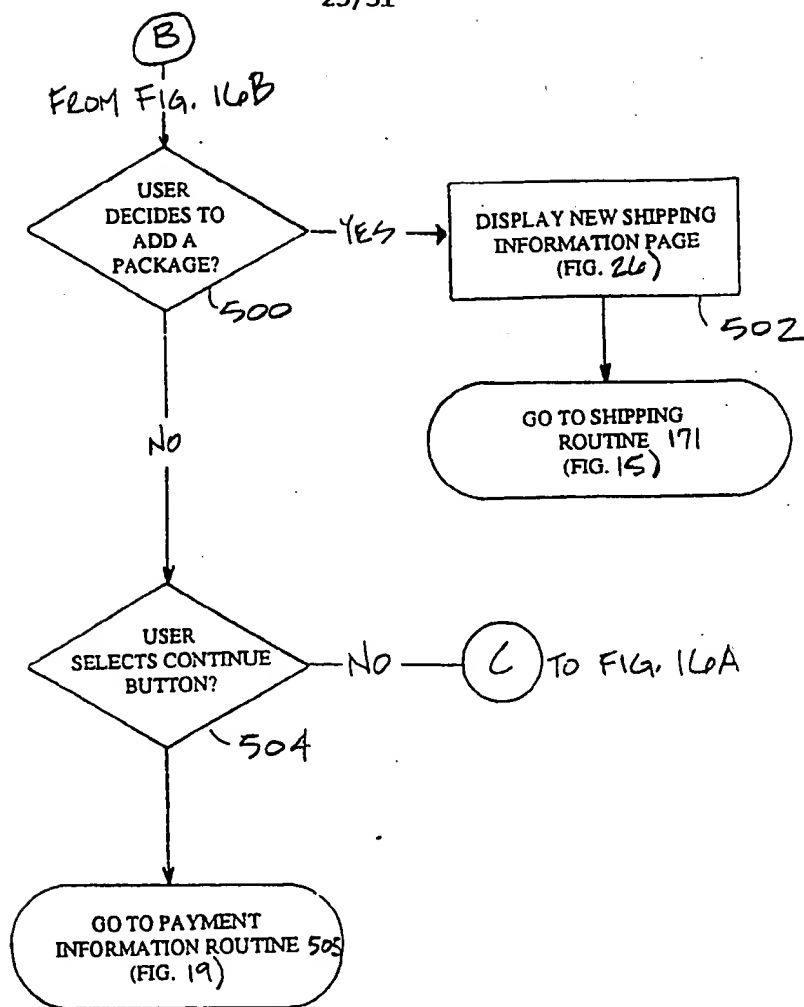 B
FROM FIG. 16B
USER
DECIDES TO
ADD A
PACKAGE?
YES
500
DISPLAY NEW SHIPPING
INFORMATION PAGE
(FIG. 26)
502
GO TO SHIPPING
ROUTINE 171
(FIG. 15)
NO
USER
SELECTS CONTINUE
BUTTON?
NO
C
TO FIG. 16A
504
GO TO PAYMENT
INFORMATION ROUTINE 505
(FIG. 19)